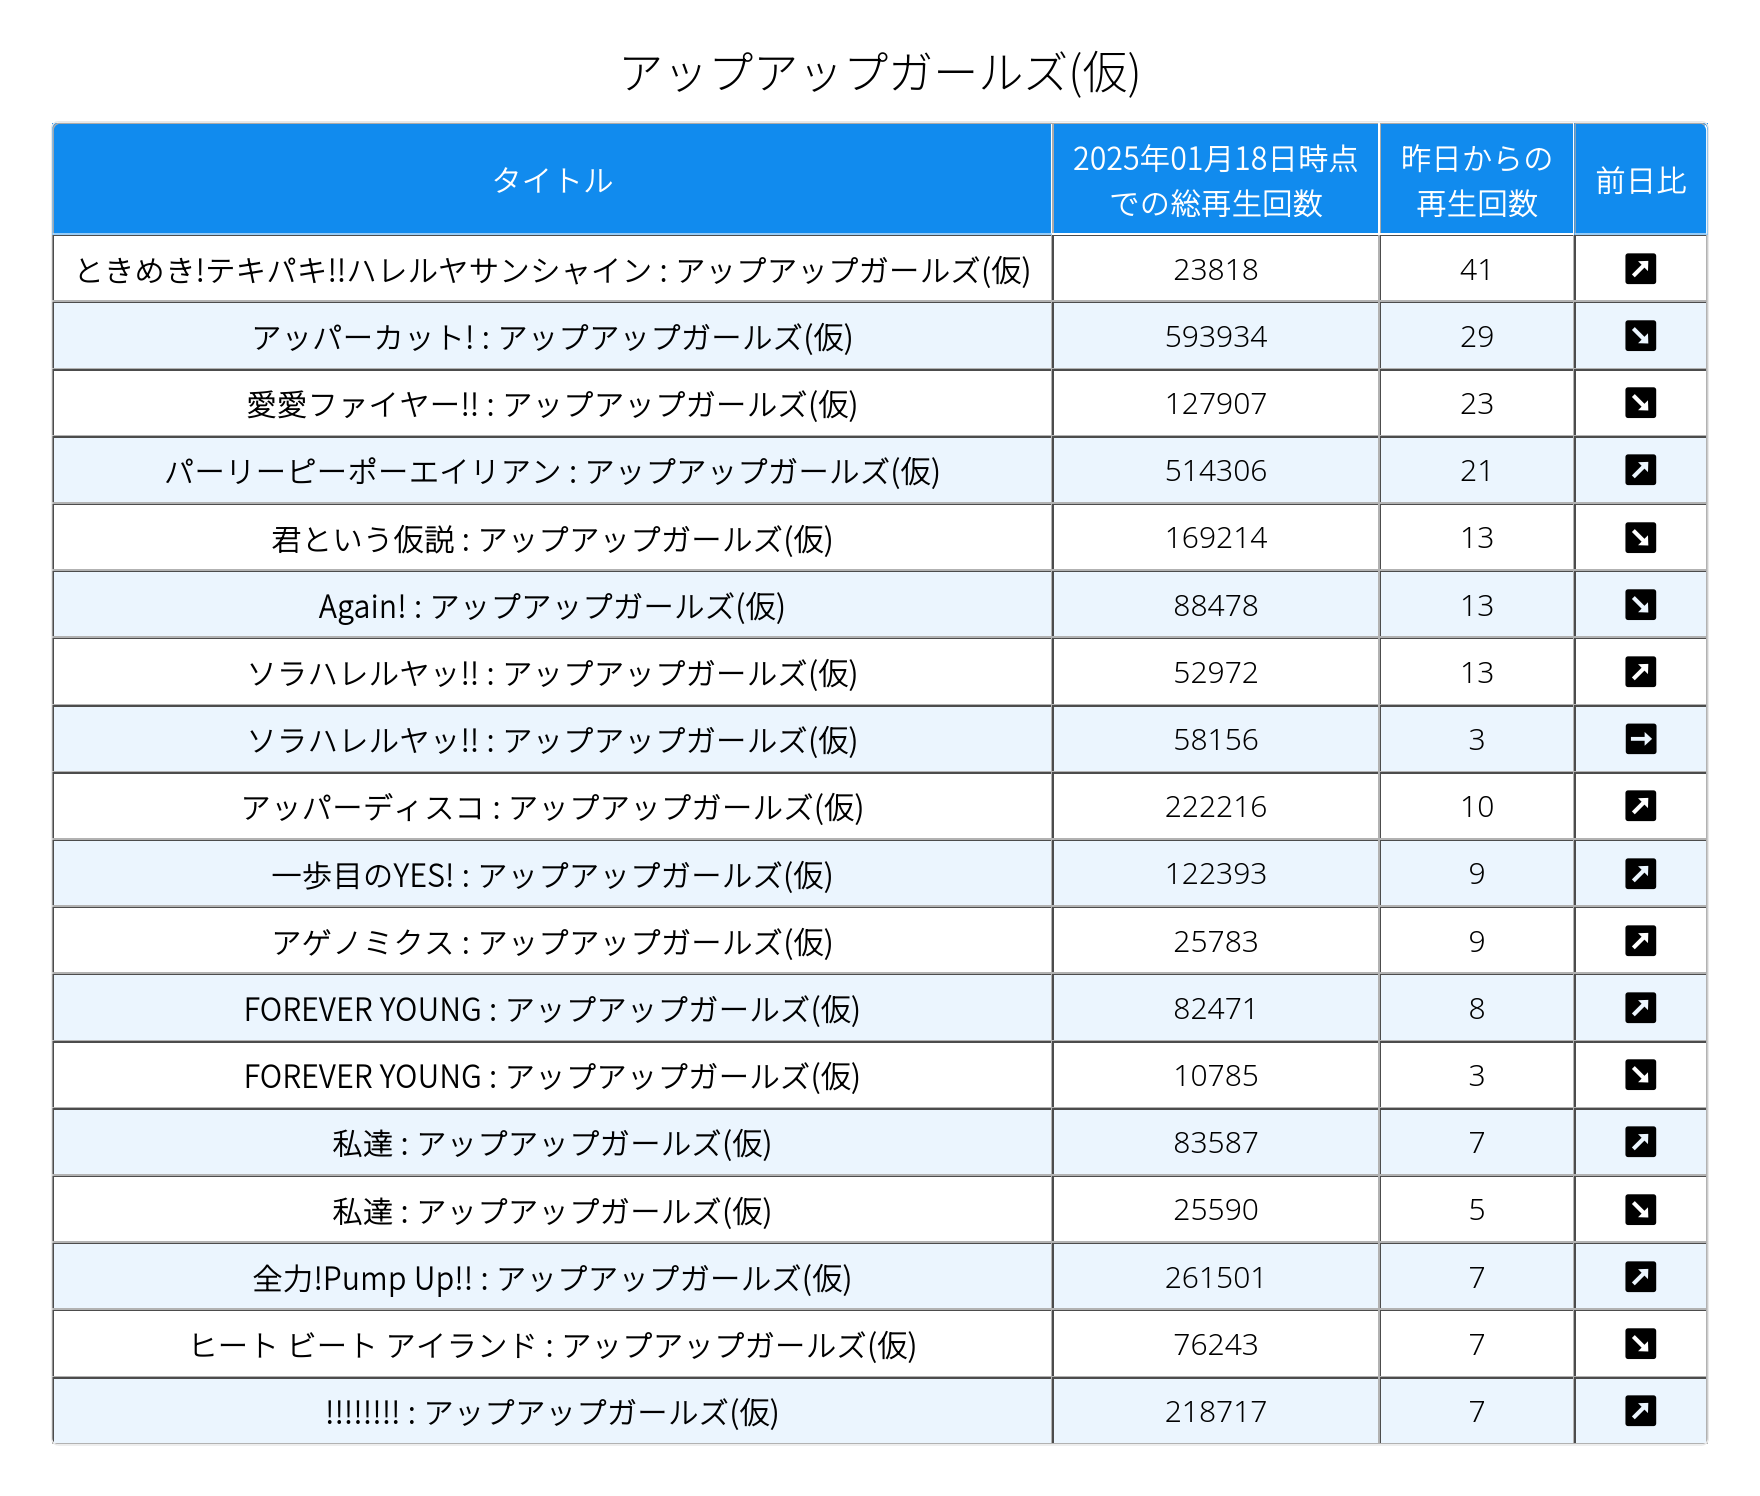 アップアップガールズ(仮)
タイトル 2025年01月18日時点での総再生回数 昨日からの再生回数 前日比
ときめき!テキパキ!!ハレルヤサンシャイン : アップアップガールズ(仮) 23818 41 ↗
アッパーカット! : アップアップガールズ(仮) 593934 29 ↘
愛愛ファイヤー!! : アップアップガールズ(仮) 127907 23 ↘
パーリーピーポーエイリアン : アップアップガールズ(仮) 514306 21 ↗
君という仮説 : アップアップガールズ(仮) 169214 13 ↘
Again! : アップアップガールズ(仮) 88478 13 ↘
ソラハレルヤッ!! : アップアップガールズ(仮) 52972 13 ↗
ソラハレルヤッ!! : アップアップガールズ(仮) 58156 3 →
アッパーディスコ : アップアップガールズ(仮) 222216 10 ↗
一歩目のYES! : アップアップガールズ(仮) 122393 9 ↗
アゲノミクス : アップアップガールズ(仮) 25783 9 ↗
FOREVER YOUNG : アップアップガールズ(仮) 82471 8 ↗
FOREVER YOUNG : アップアップガールズ(仮) 10785 3 ↘
私達 : アップアップガールズ(仮) 83587 7 ↗
私達 : アップアップガールズ(仮) 25590 5 ↘
全力!Pump Up!! : アップアップガールズ(仮) 261501 7 ↗
ヒート ビート アイランド : アップアップガールズ(仮) 76243 7 ↘
!!!!!!!! : アップアップガールズ(仮) 218717 7 ↗